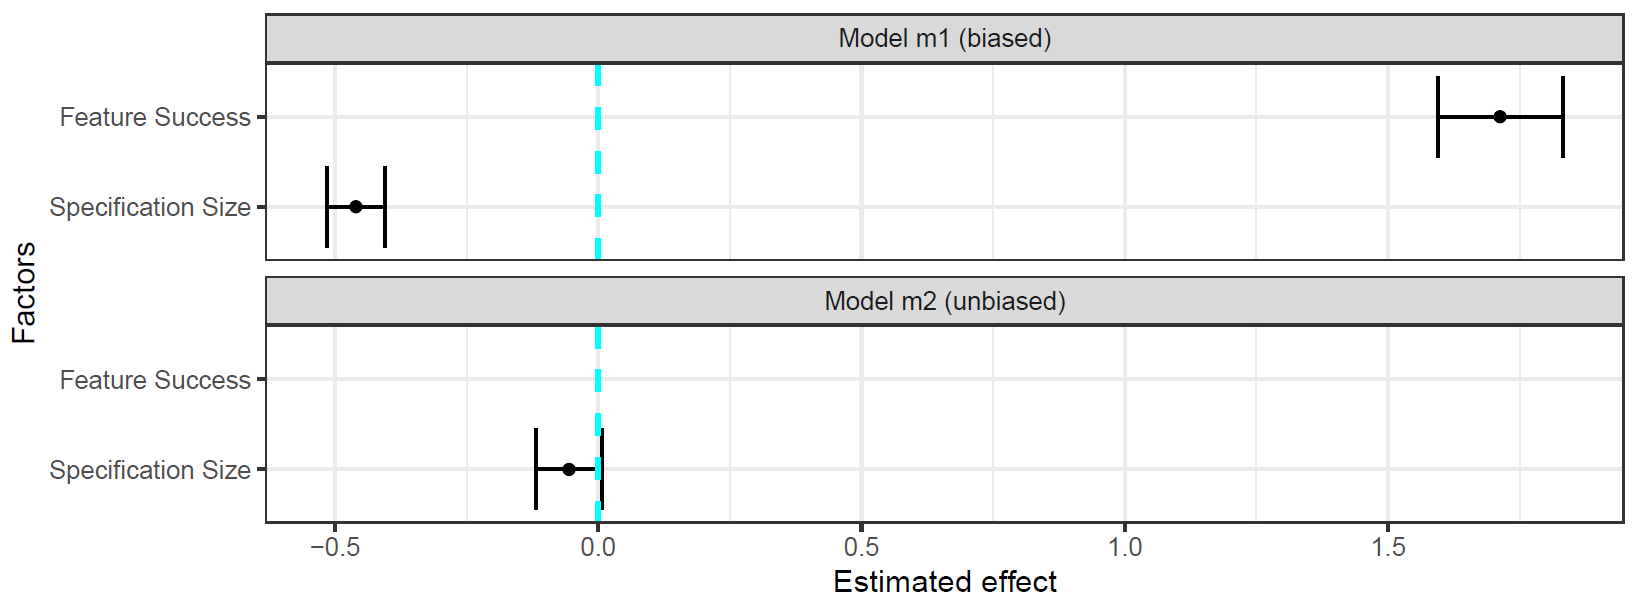 Model m1 (biased)
Feature Success
Specification Size
Model m2 (unbiased)
Feature Success
Specification Size
Factors
−0.5 0.0 0.5 1.0 1.5
Estimated effect